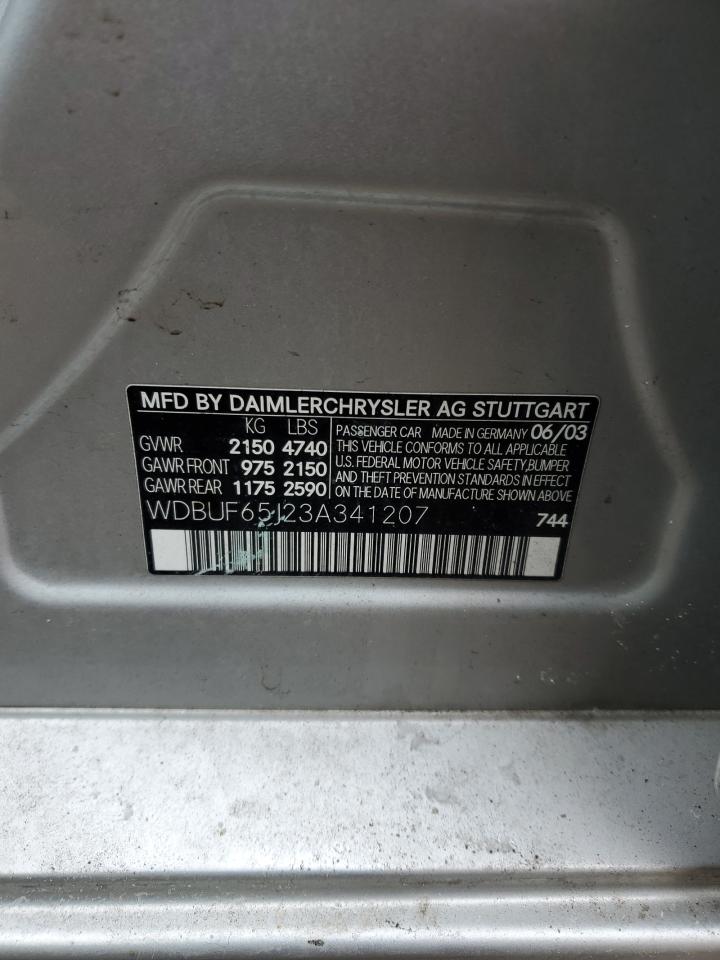 MFD BY DAIMLERCHRYSLER AG STUTTGART
KG LBS
GVWR 2150 4740
GAWR FRONT 975 2150
GAWR REAR 1175 2590
PASSENGER CAR MADE IN GERMANY 06/03
THIS VEHICLE CONFORMS TO ALL APPLICABLE
U.S. FEDERAL MOTOR VEHICLE SAFETY,BUMPER
AND THEFT PREVENTION STANDARDS IN EFFECT
ON THE DATE OF MANUFACTURE SHOWN ABOVE
WDBUF65J23A341207
744